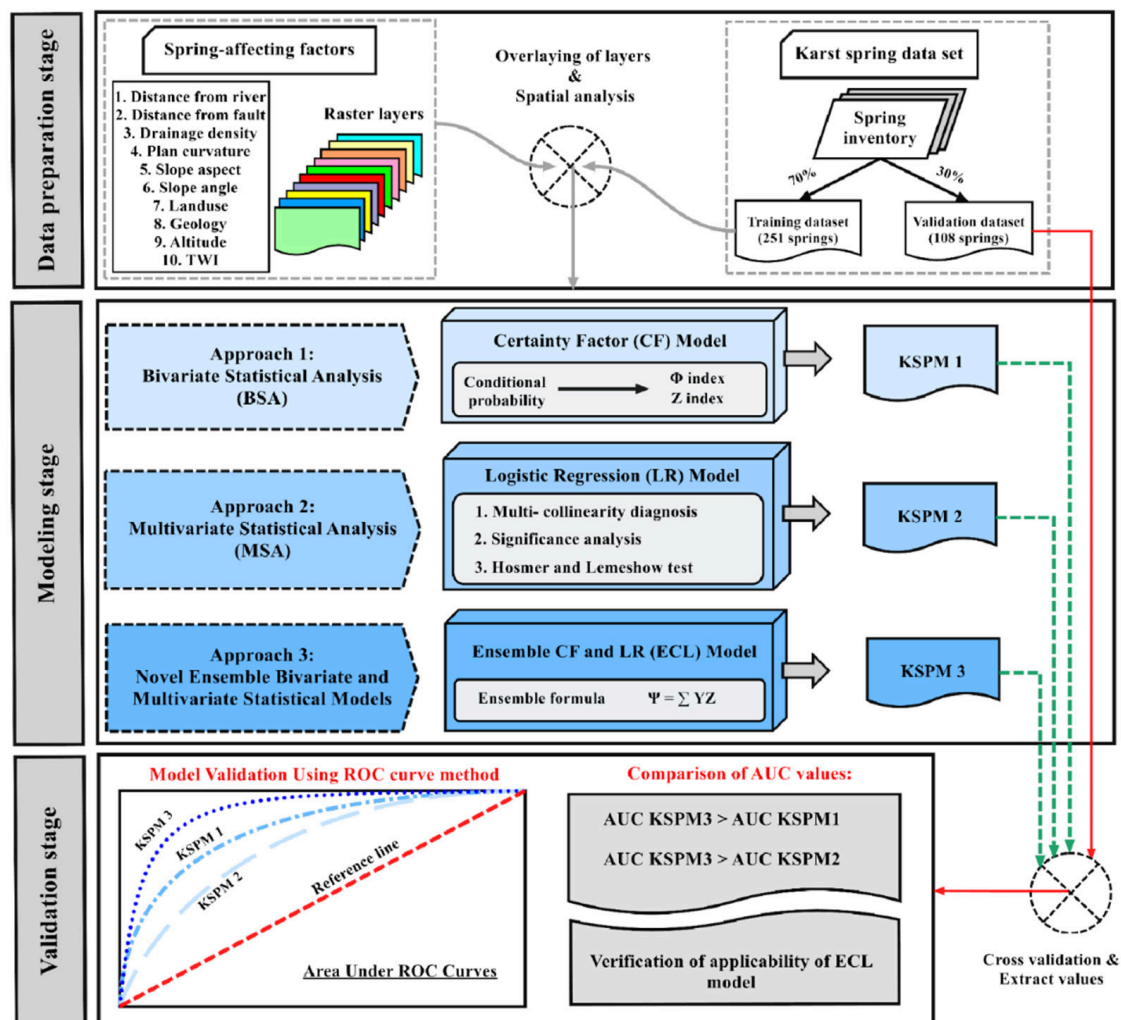 Data preparation stage
Spring-affecting factors
1. Distance from river
2. Distance from fault
3. Drainage density
4. Plan curvature
5. Slope aspect
6. Slope angle
7. Landuse
8. Geology
9. Altitude
10. TWI
Raster layers
Overlaying of layers
&
Spatial analysis
Karst spring data set
Spring
inventory
70%
30%
Training dataset
(251 springs)
Validation dataset
(108 springs)
Modeling stage
Approach 1:
Bivariate Statistical Analysis
(BSA)
Certainty Factor (CF) Model
Conditional
probability
Φ index
Z index
KSPM 1
Approach 2:
Multivariate Statistical Analysis
(MSA)
Logistic Regression (LR) Model
1. Multi- collinearity diagnosis
2. Significance analysis
3. Hosmer and Lemeshow test
KSPM 2
Approach 3:
Novel Ensemble Bivariate and
Multivariate Statistical Models
Ensemble CF and LR (ECL) Model
Ensemble formula Ψ = ∑ YZ
KSPM 3
Validation stage
Model Validation Using ROC curve method
KSPM 3
KSPM 1
KSPM 2
Reference line
Area Under ROC Curves
Comparison of AUC values:
AUC KSPM3 > AUC KSPM1
AUC KSPM3 > AUC KSPM2
Verification of applicability of ECL
model
Cross validation &
Extract values